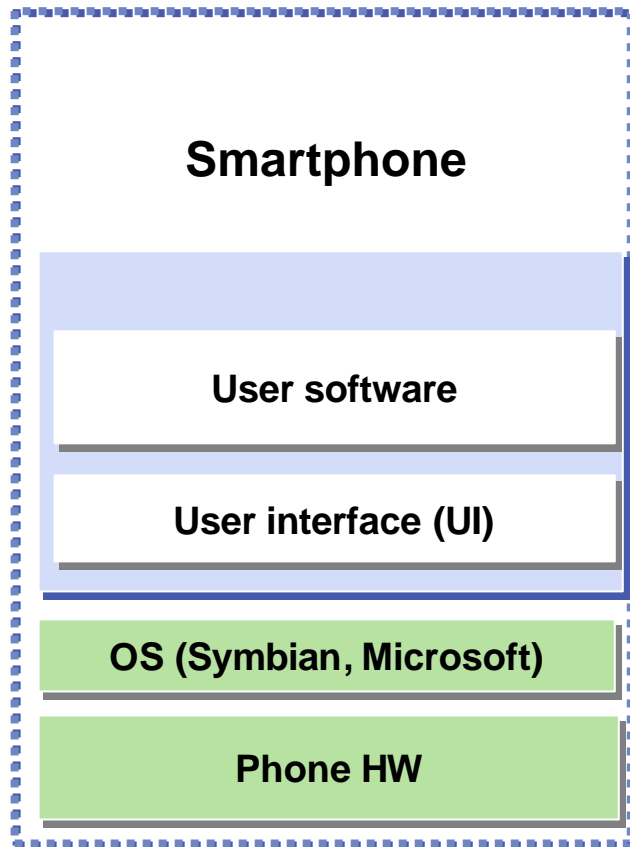 Smartphone
User software
User interface (UI)
OS (Symbian, Microsoft)
Phone HW